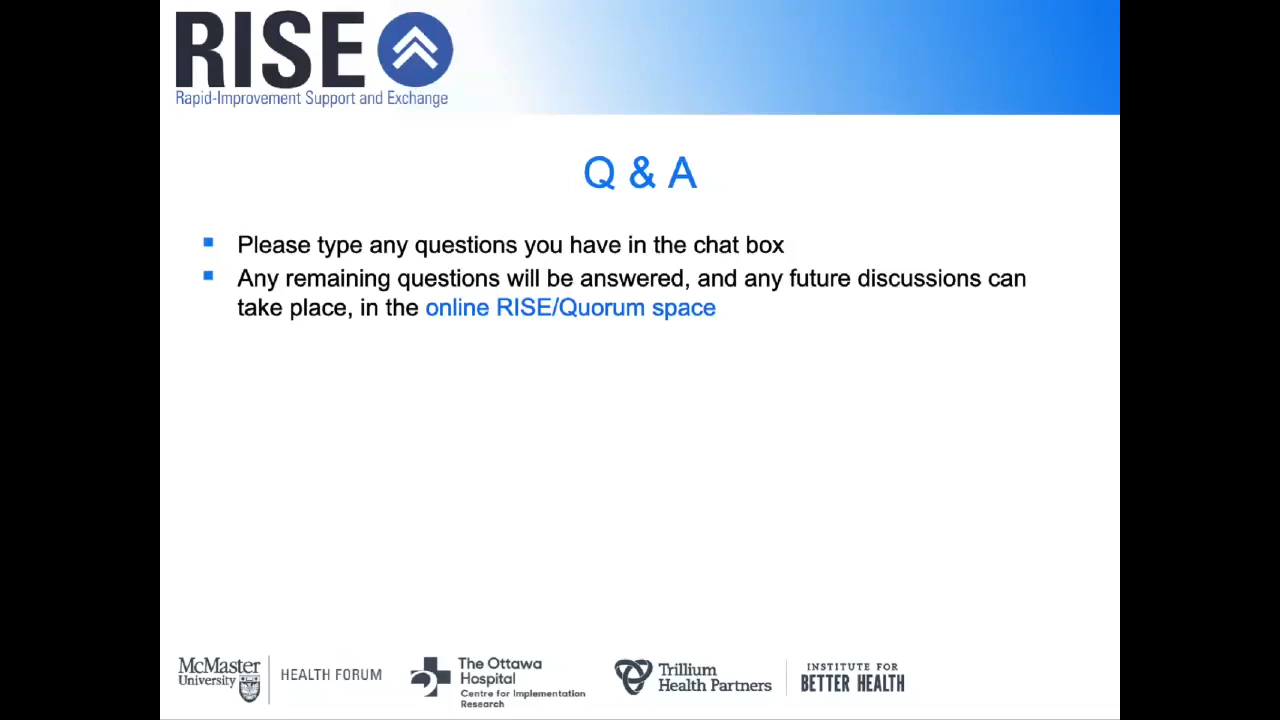 RISE
Rapid-Improvement Support and Exchange
Q & A
Please type any questions you have in the chat box
Any remaining questions will be answered, and any future discussions can
take place, in the online RISE/Quorum space
McMaster
University
HEALTH FORUM
The Ottawa
Hospital
Centre for Implementation
Research
Trillium
Health Partners
INSTITUTE FOR
BETTER HEALTH